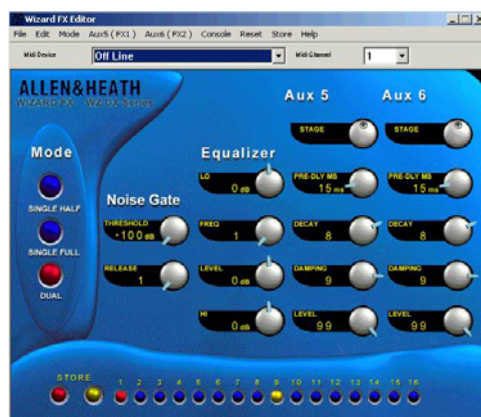 Wizard FX Editor
File Edit Mode Aux5 ( FX1 ) Aux6 ( FX2 ) Console Reset Store Help
Midi Device Off Line Midi Channel 1
ALLEN&HEATH
WIZARD FX WZ DX Series
Aux 5 Aux 6
STAGE STAGE
Mode
Equalizer
LO PRE-DLY MS PRE-DLY MS
0 dB 15 ms 15 ms
SINGLE HALF
Noise Gate
THRESHOLD FREQ DECAY DECAY
-100 dB 1 8 8
SINGLE FULL
RELEASE LEVEL DAMPING DAMPING
1 0 dB 9 9
DUAL
HI LEVEL LEVEL
0 dB 99 99
STORE
1 2 3 4 5 6 7 8 9 10 11 12 13 14 15 16